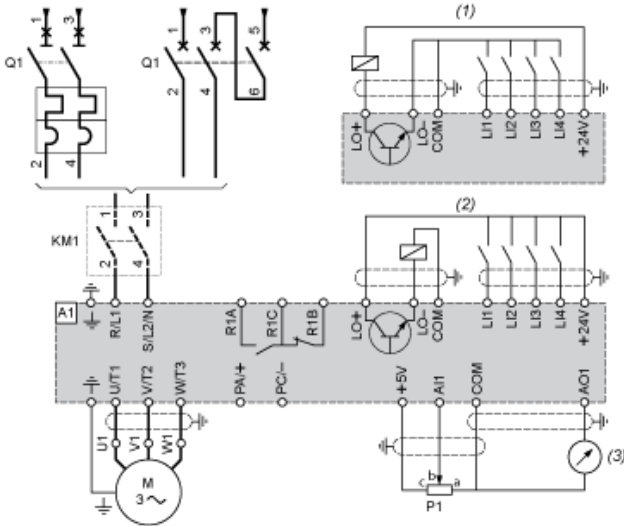 (1)
1 3 1 3 5
Q1 Q1
2 4 6
2 4
LO+ LO- COM LI1 LI2 LI3 LI4 +24V
1 3
KM1
2 4
(2)
A1 R/L1 S/L2/N R1A R1C R1B LO+ LO- COM LI1 LI2 LI3 LI4 +24V
U/T1 V/T2 W/T3 PA/+ PC/- +5V AI1 COM AO1
U1 V1 W1
c b a
(3)
M
3~
P1